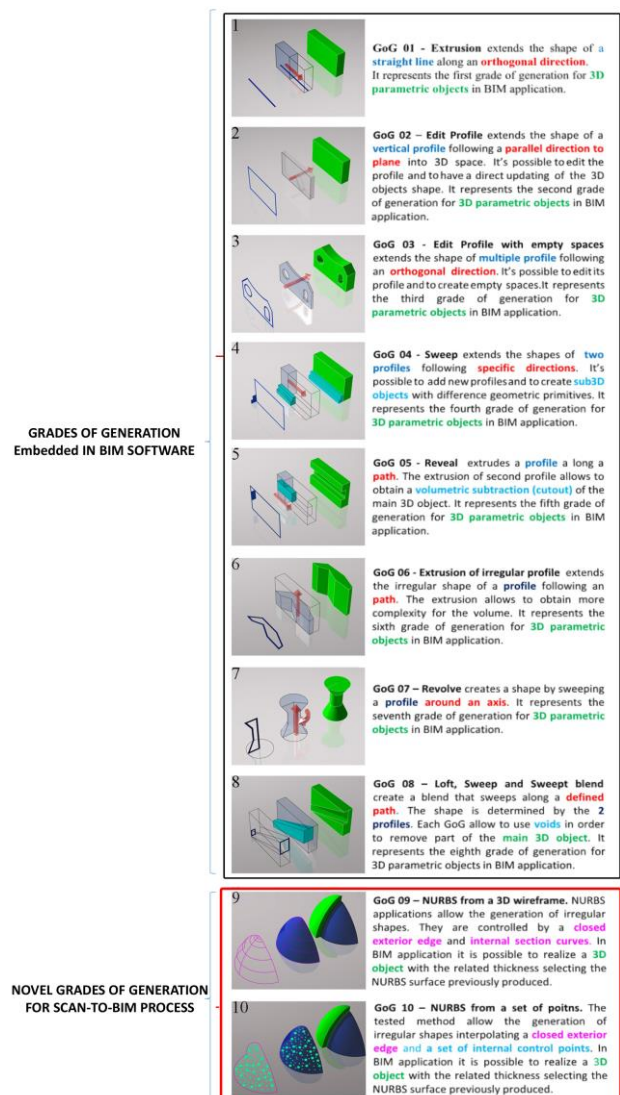 1
GoG 01 - Extrusion extends the shape of a
straight line along an orthogonal direction.
It represents the first grade of generation for 3D
parametric objects in BIM application.
2
GoG 02 – Edit Profile extends the shape of a
vertical profile following a parallel direction to
plane into 3D space. It's possible to edit the
profile and to have a direct updating of the 3D
objects shape. It represents the second grade
of generation for 3D parametric objects in BIM
application.
3
GoG 03 - Edit Profile with empty spaces
extends the shape of multiple profile following
an orthogonal direction. It's possible to edit its
profile and to create empty spaces.It represents
the third grade of generation for 3D
parametric objects in BIM application.
4
GoG 04 - Sweep extends the shapes of two
profiles following specific directions. It's
possible to add new profiles and to create sub3D
objects with difference geometric primitives. It
represents the fourth grade of generation for
3D parametric objects in BIM application.
GRADES OF GENERATION
Embedded IN BIM SOFTWARE
5
GoG 05 - Reveal extrudes a profile a long a
path. The extrusion of second profile allows to
obtain a volumetric subtraction (cutout) of the
main 3D object. It represents the fifth grade of
generation for 3D parametric objects in BIM
application.
6
GoG 06 - Extrusion of irregular profile extends
the irregular shape of a profile following an
path. The extrusion allows to obtain more
complexity for the volume. It represents the
sixth grade of generation for 3D parametric
objects in BIM application.
7
GoG 07 – Revolve creates a shape by sweeping
a profile around an axis. It represents the
seventh grade of generation for 3D parametric
objects in BIM application.
8
GoG 08 – Loft, Sweep and Sweept blend
create a blend that sweeps along a defined
path. The shape is determined by the 2
profiles. Each GoG allow to use voids in order
to remove part of the main 3D object. It
represents the eighth grade of generation for
3D parametric objects in BIM application.
9
GoG 09 – NURBS from a 3D wireframe. NURBS
applications allow the generation of irregular
shapes. They are controlled by a closed
exterior edge and internal section curves. In
BIM application it is possible to realize a 3D
object with the related thickness selecting the
NURBS surface previously produced.
NOVEL GRADES OF GENERATION
FOR SCAN-TO-BIM PROCESS
10
GoG 10 – NURBS from a set of poitns. The
tested method allow the generation of
irregular shapes interpolating a closed exterior
edge and a set of internal control points. In
BIM application it is possible to realize a 3D
object with the related thickness selecting the
NURBS surface previously produced.